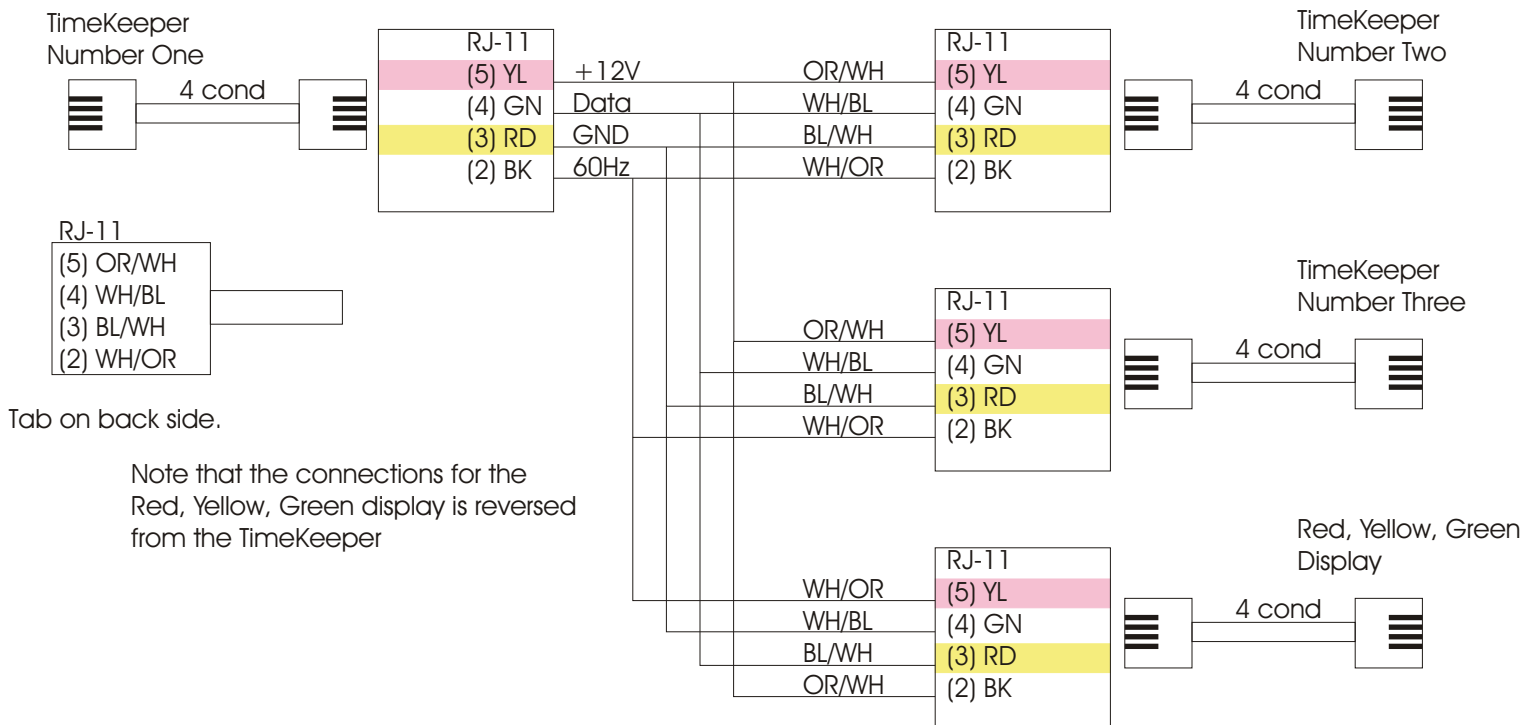 TimeKeeper
Number One
4 cond
RJ-11
(5) YL
(4) GN
(3) RD
(2) BK
+12V
Data
GND
60Hz
OR/WH
WH/BL
BL/WH
WH/OR
RJ-11
(5) YL
(4) GN
(3) RD
(2) BK
TimeKeeper
Number Two
4 cond
RJ-11
(5) OR/WH
(4) WH/BL
(3) BL/WH
(2) WH/OR
Tab on back side.
Note that the connections for the
Red, Yellow, Green display is reversed
from the TimeKeeper
OR/WH
WH/BL
BL/WH
WH/OR
RJ-11
(5) YL
(4) GN
(3) RD
(2) BK
TimeKeeper
Number Three
4 cond
WH/OR
WH/BL
BL/WH
OR/WH
RJ-11
(5) YL
(4) GN
(3) RD
(2) BK
Red, Yellow, Green
Display
4 cond